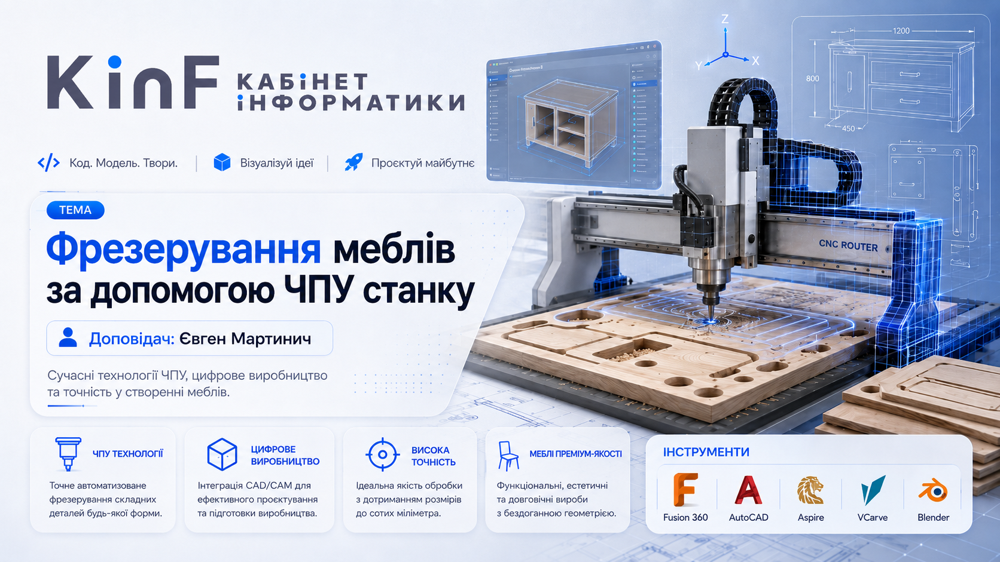 KinF
КАБіНЕТ
іНФОРМАТИКИ
Код. Модель. Твори.
Візуалізуй ідеї
Проєктуй майбутнє
ТЕМА
Фрезерування меблів
за допомогою ЧПУ станку
Доповідач: Євген Мартинич
Сучасні технології ЧПУ, цифрове виробництво
та точність у створенні меблів.
Z
Y
X
1200
800
450
CNC ROUTER
ЧПУ ТЕХНОЛОГІЇ
Точне автоматизоване
фрезерування складних
деталей будь-якої форми.
ЦИФРОВЕ
ВИРОБНИЦТВО
Інтеграція CAD/CAM для
ефективного проєктування
та підготовки виробництва.
ВИСОКА
ТОЧНІСТЬ
Ідеальна якість обробки
з дотриманням розмірів
до сотих міліметра.
МЕБЛІ ПРЕМІУМ-ЯКОСТІ
Функціональні, естетичні
та довговічні вироби
з бездоганною геометрією.
ІНСТРУМЕНТИ
Fusion 360
AutoCAD
Aspire
VCarve
Blender